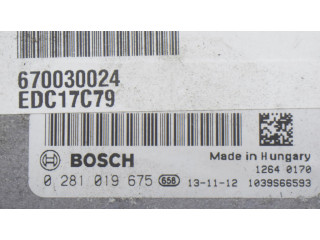 670030024
EDC17C79
BOSCH
Made in Hungary
1264 0170
0 281 019 675 656 13-11-12 1039S66593